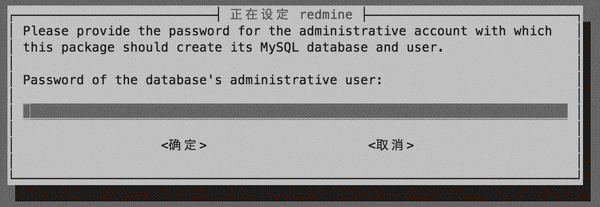 正在设定 redmine
Please provide the password for the administrative account with which
this package should create its MySQL database and user.
Password of the database's administrative user:
<确定>
<取消>